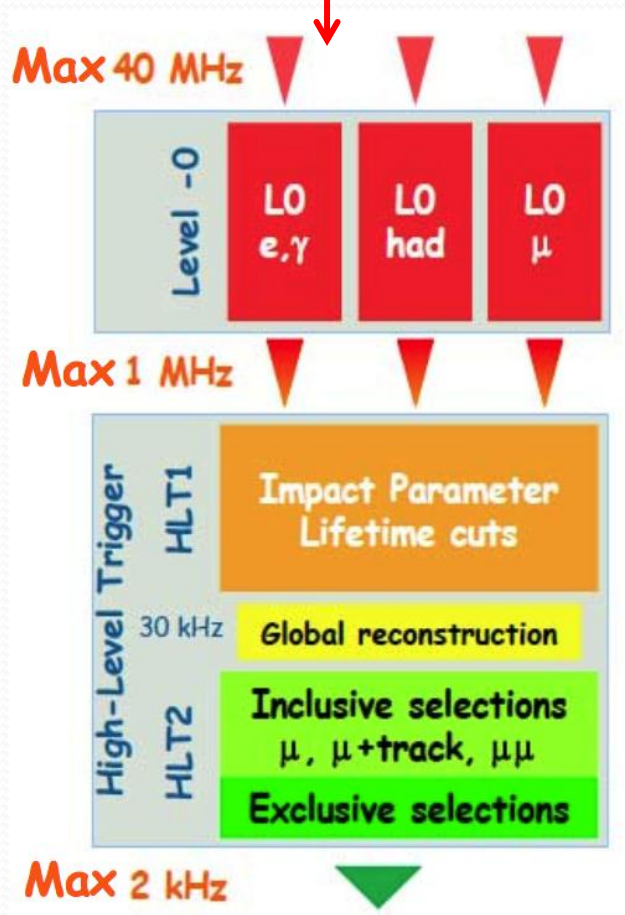 Max 40 MHz
Level -0
L0
e,γ
L0
had
L0
μ
Max 1 MHz
High-Level Trigger
HLT1
Impact Parameter
Lifetime cuts
30 kHz
Global reconstruction
HLT2
Inclusive selections
μ, μ+track, μμ
Exclusive selections
Max 2 kHz